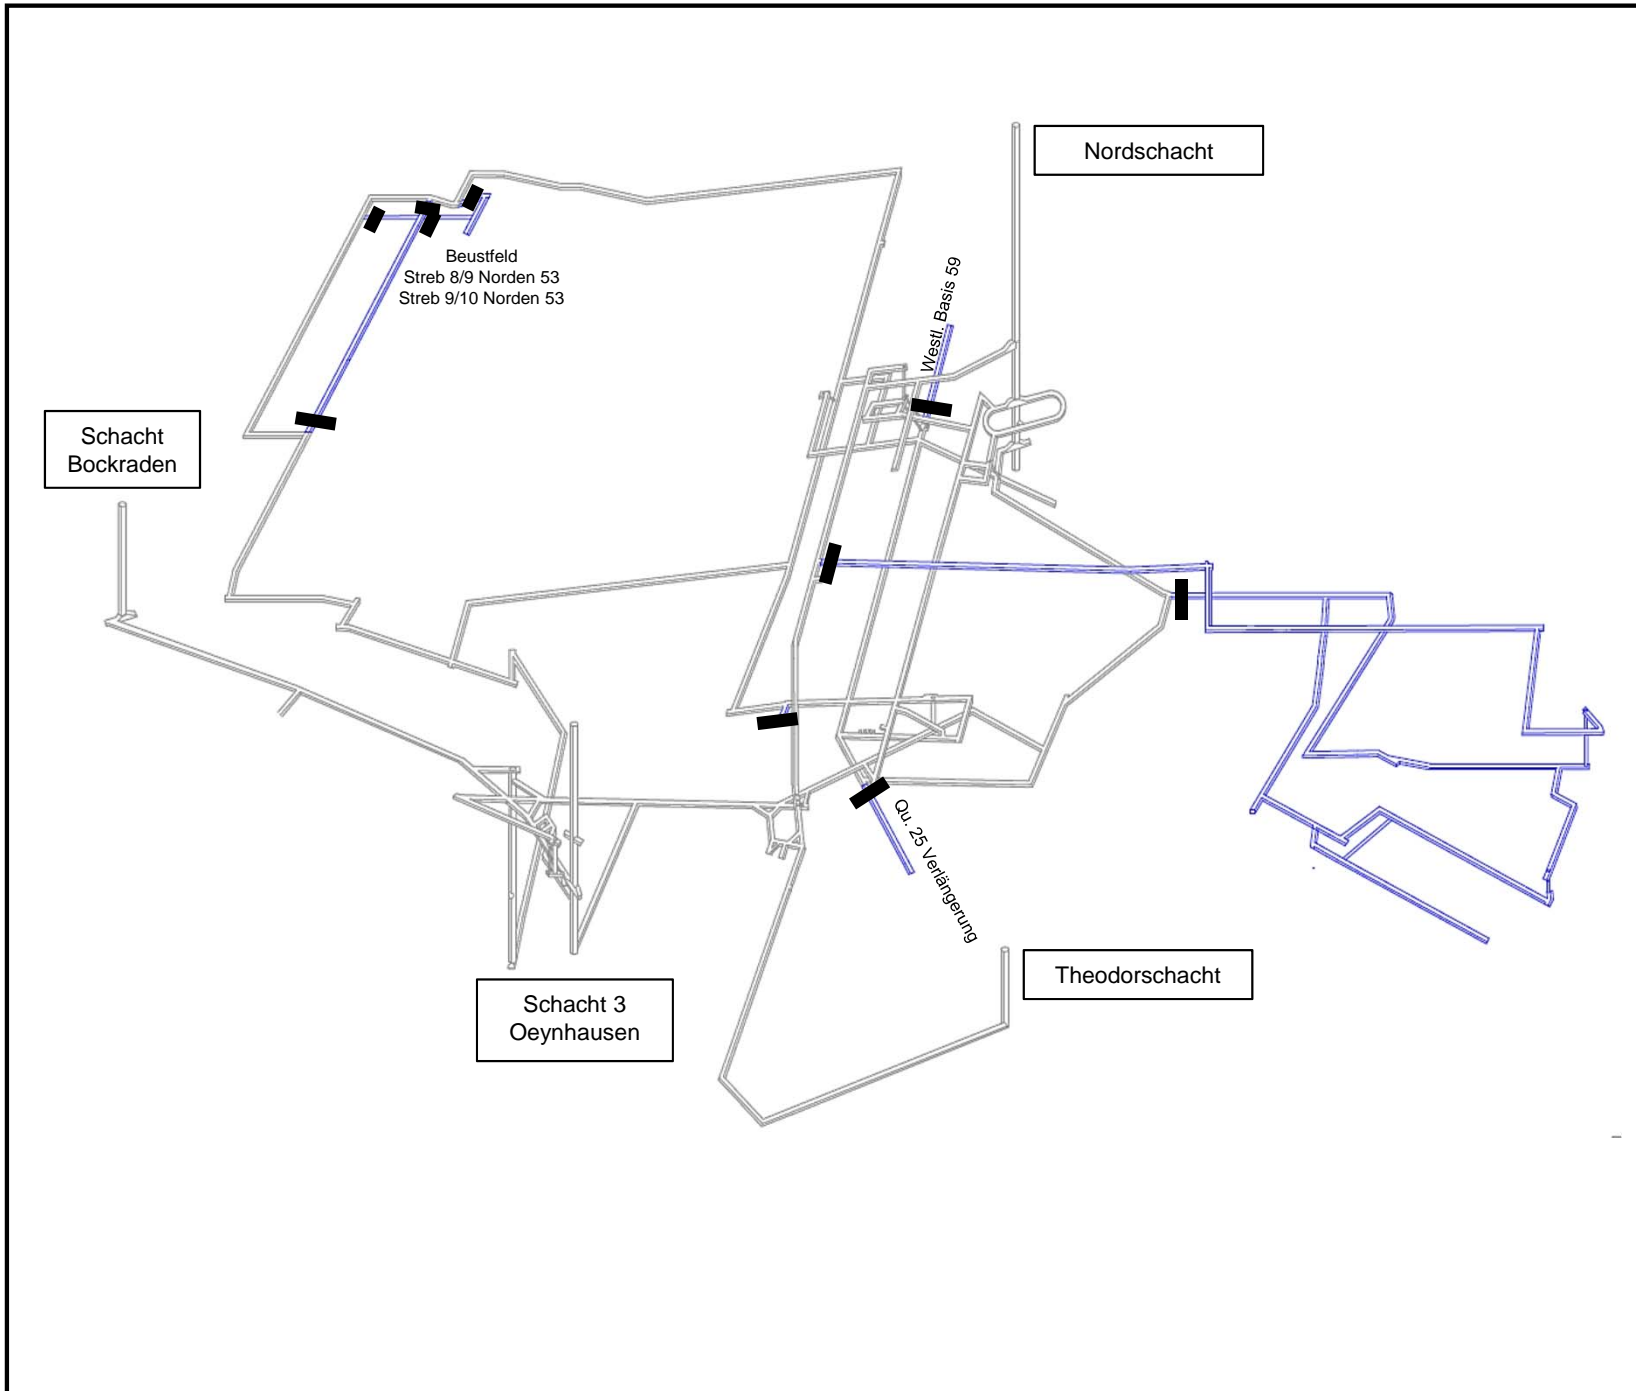 Nordschacht
Beustfeld
Streb 8/9 Norden 53
Streb 9/10 Norden 53
Westl. Basis 59
Schacht
Bockraden
Qu. 25 Verlängerung
Theodorschacht
Schacht 3
Oeynhausen